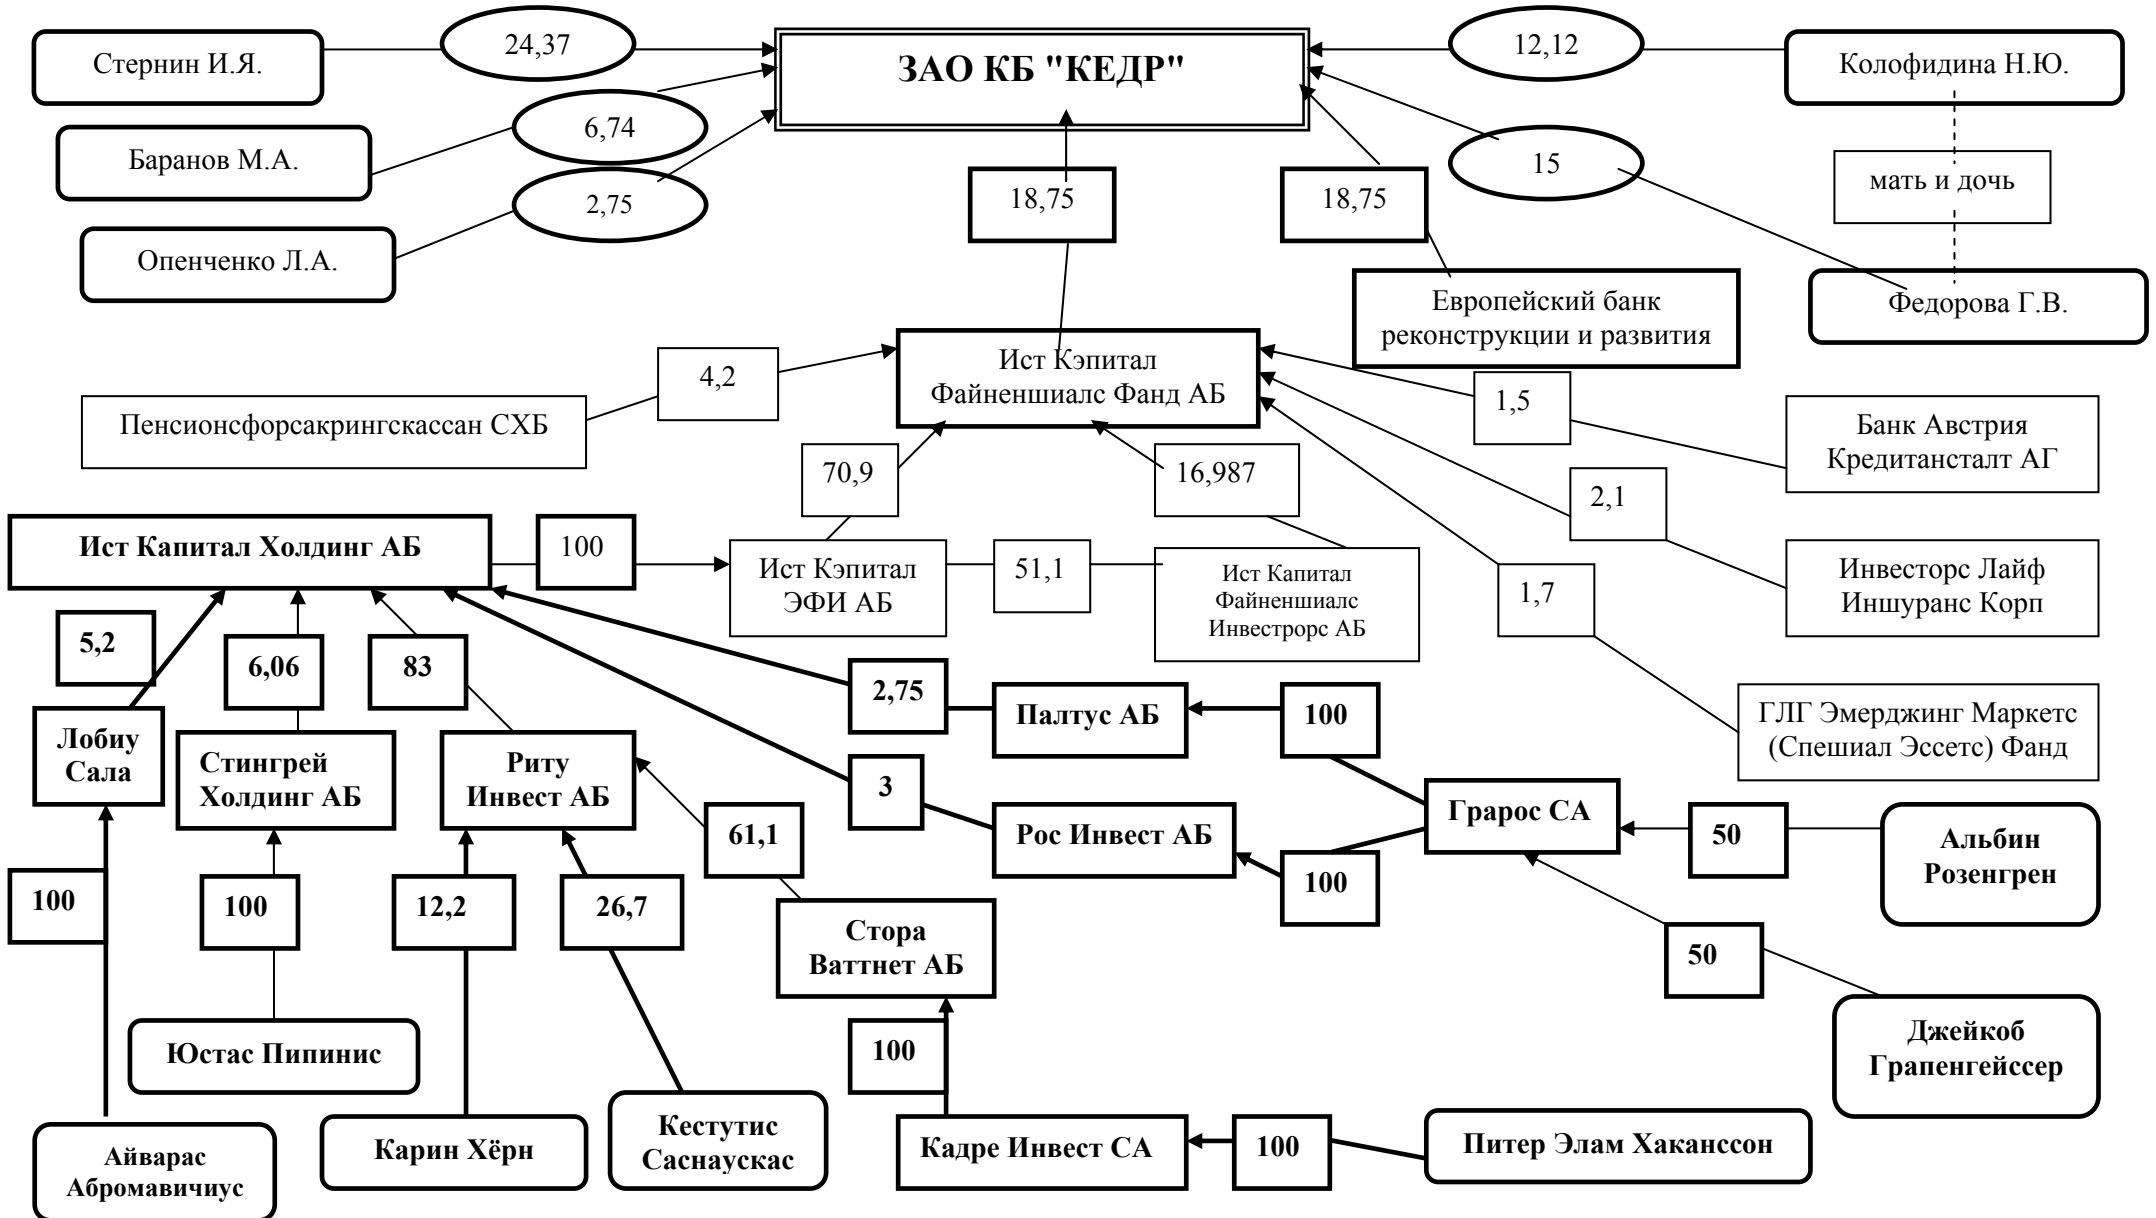 24,37
12,12
Стернин И.Я.
ЗАО КБ "КЕДР"
Колофидина Н.Ю.
6,74
Баранов М.А.
15
мать и дочь
2,75
18,75
18,75
Опенченко Л.А.
Европейский банк
реконструкции и развития
Федорова Г.В.
Ист Кэпитал
Файненшиалс Фанд АБ
4,2
1,5
Пенсионсфорсакрингскассан СХБ
Банк Австрия
Кредитансталт АГ
70,9
16,987
2,1
Ист Капитал Холдинг АБ
100
Ист Кэпитал
ЭФИ АБ
51,1
Ист Капитал
Файненшиалс
Инвестрорс АБ
1,7
Инвесторс Лайф
Иншуранс Корп
5,2
6,06
83
2,75
Палтус АБ
100
ГЛГ Эмерджинг Маркетс
(Спешиал Эссетс) Фанд
Лобиу
Сала
Стингрей
Холдинг АБ
Риту
Инвест АБ
3
Рос Инвест АБ
Грарос СА
61,1
50
Альбин
Розенгрен
100
100
100
12,2
26,7
Стора
Ваттнет АБ
50
Юстас Пипинис
100
Джейкоб
Грапенгейссер
Айварас
Абромавичиус
Карин Хёрн
Кестутис
Саснаускас
Кадре Инвест СА
100
Питер Элам Хаканссон